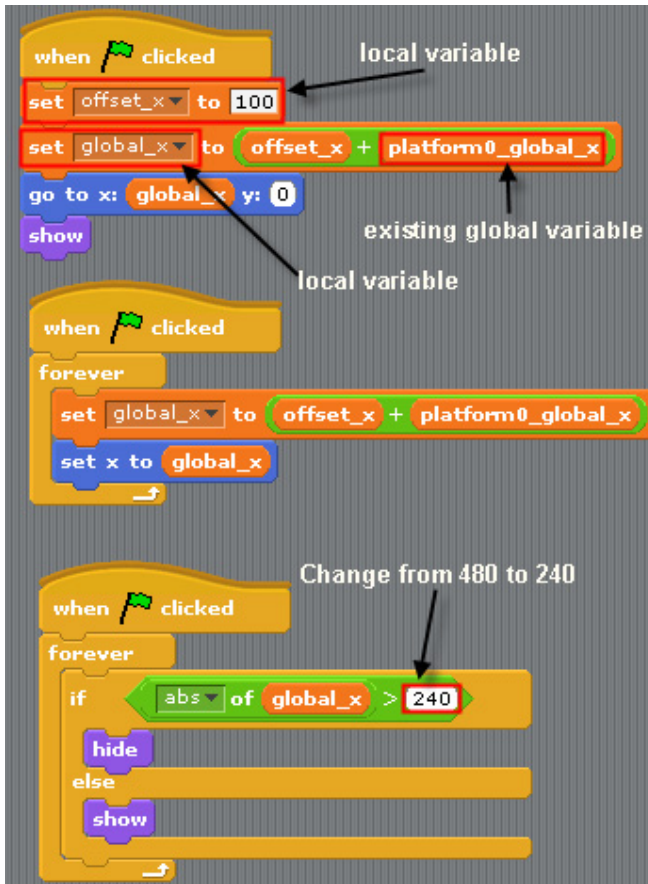 local variable
when clicked
set offset_x to 100
set global_x to offset_x + platform0_global_x
go to x: global_x y: 0
show
existing global variable
local variable
when clicked
forever
set global_x to offset_x + platform0_global_x
set x to global_x
Change from 480 to 240
when clicked
forever
if abs of global_x > 240
hide
else
show